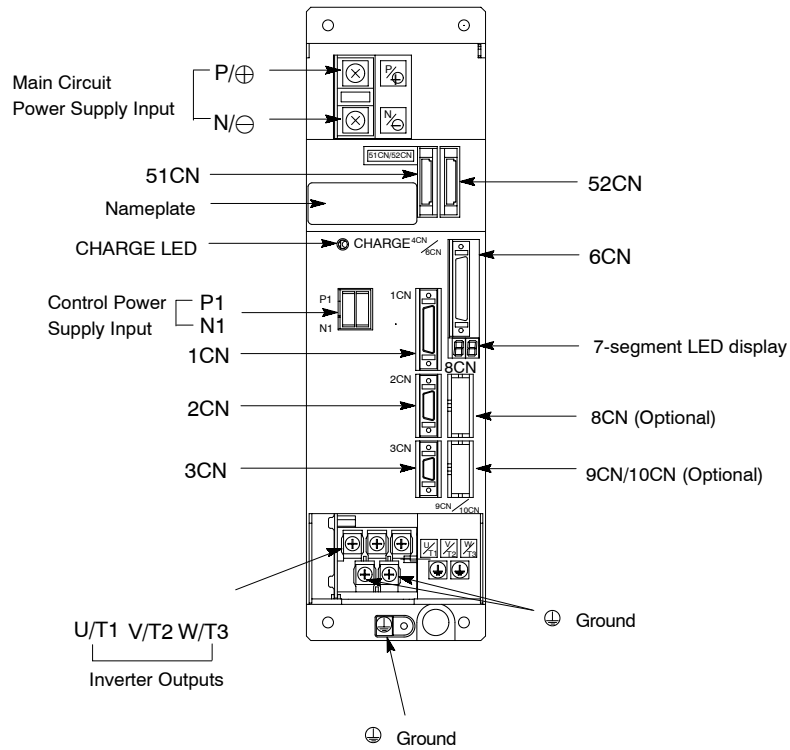 Main Circuit
Power Supply Input
P/⊕
N/⊖
P/⊕
N/⊖
51CN/52CN
51CN
52CN
Nameplate
CHARGE LED
CHARGE
4CN/6CN
6CN
Control Power
Supply Input
P1
N1
P1
N1
1CN
1CN
7-segment LED display
8CN
2CN
2CN
8CN (Optional)
3CN
3CN
9CN/10CN (Optional)
9CN/10CN
U/T1
V/T2
W/T3
Ground
U/T1 V/T2 W/T3
Inverter Outputs
Ground